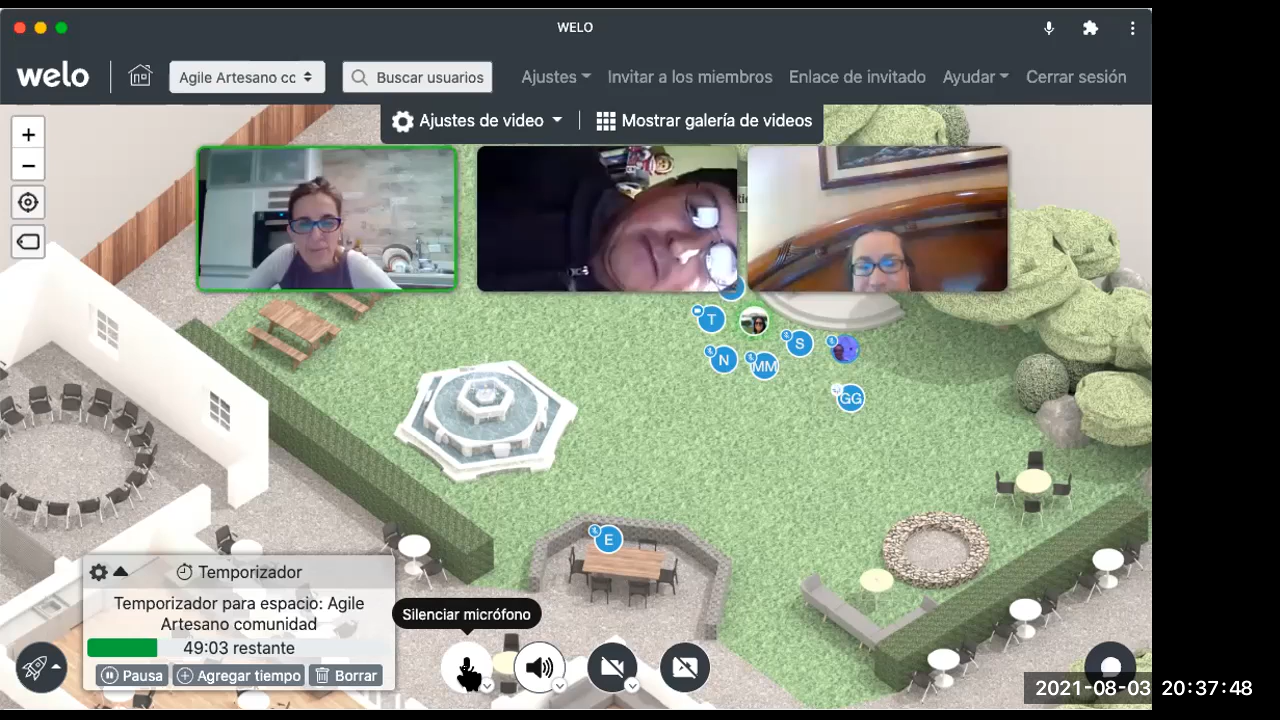 WELO
welo
Agile Artesano cc
Buscar usuarios
Ajustes
Invitar a los miembros
Enlace de invitado
Ayudar
Cerrar sesión
Ajustes de video
Mostrar galería de videos
T
N
MM
S
GG
E
Temporizador
Temporizador para espacio: Agile
Artesano comunidad
49:03 restante
Pausa
Agregar tiempo
Borrar
Silenciar micrófono
2021-08-03 20:37:48